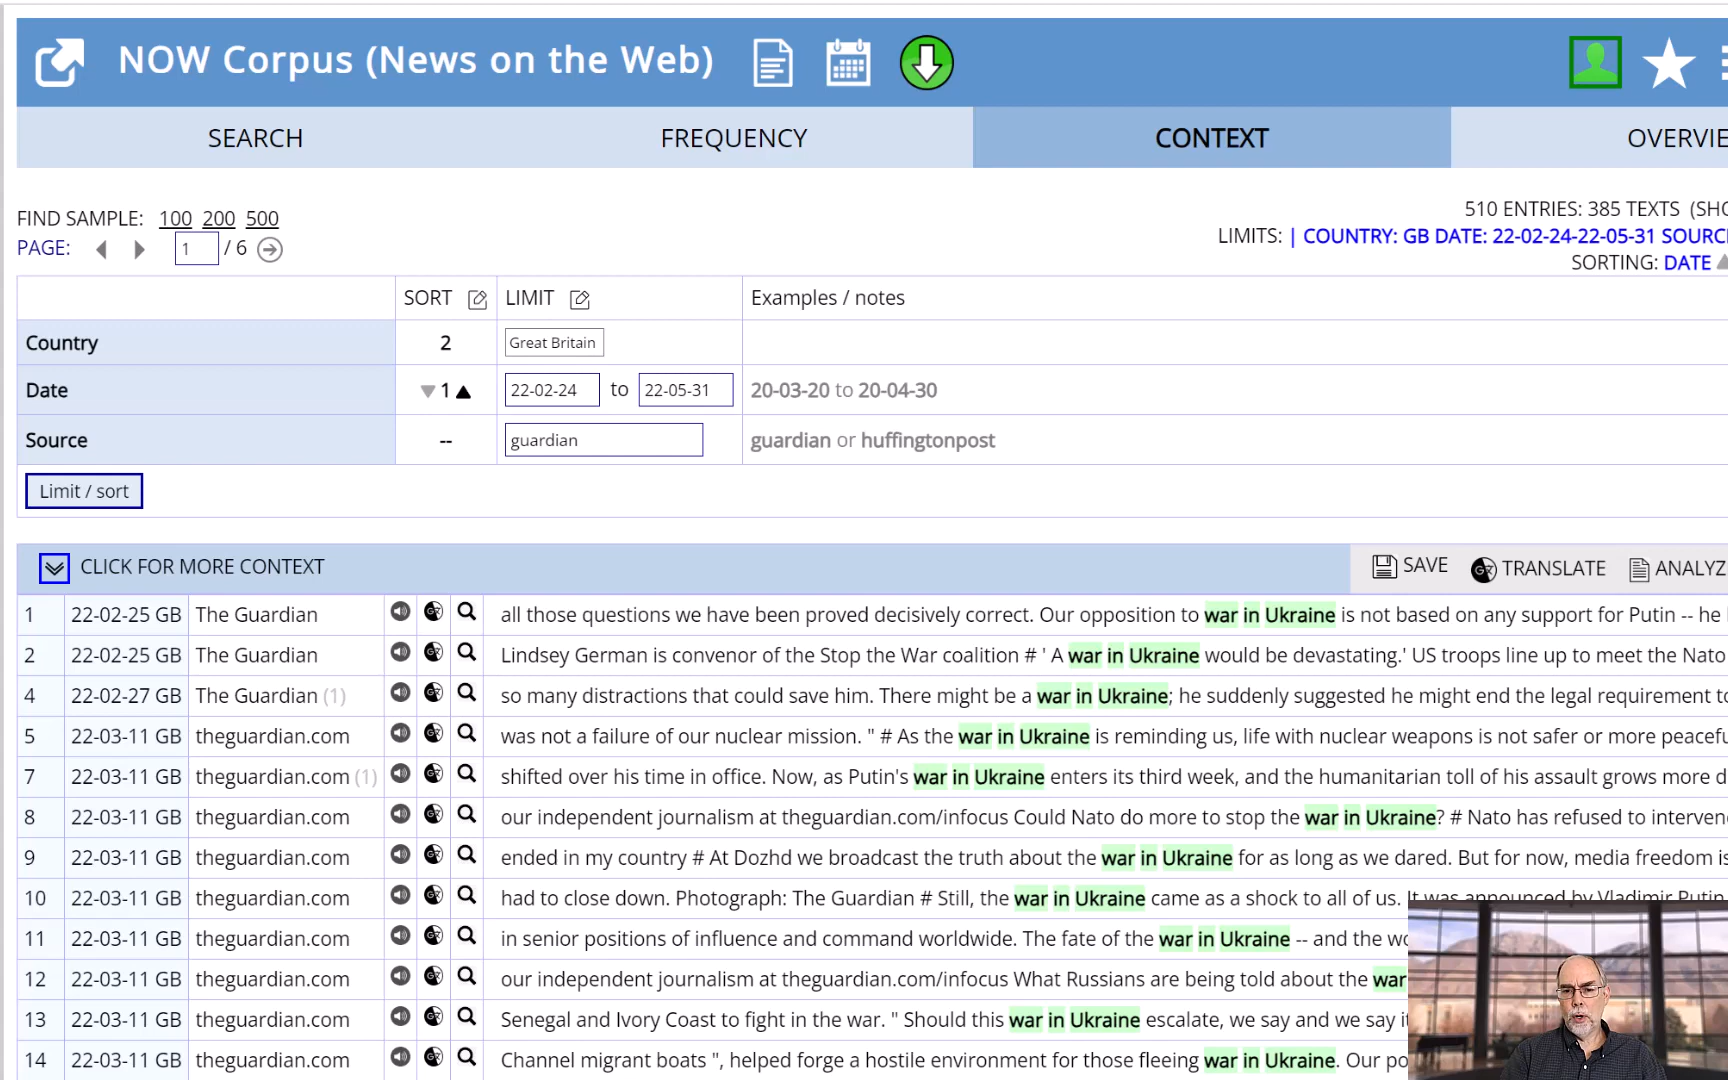 NOW Corpus (News on the Web)
SEARCH FREQUENCY CONTEXT OVERVIE
FIND SAMPLE: 100 200 500
510 ENTRIES: 385 TEXTS (SHO
PAGE: 1 / 6
LIMITS: | COUNTRY: GB DATE: 22-02-24-22-05-31 SOURC
SORTING: DATE
SORT LIMIT Examples / notes
Country 2 Great Britain
Date 1 22-02-24 to 22-05-31 20-03-20 to 20-04-30
Source -- guardian guardian or huffingtonpost
Limit / sort
CLICK FOR MORE CONTEXT SAVE TRANSLATE ANALYZ
1 22-02-25 GB The Guardian all those questions we have been proved decisively correct. Our opposition to war in Ukraine is not based on any support for Putin -- he
2 22-02-25 GB The Guardian Lindsey German is convenor of the Stop the War coalition # ' A war in Ukraine would be devastating.' US troops line up to meet the Nato
4 22-02-27 GB The Guardian (1) so many distractions that could save him. There might be a war in Ukraine; he suddenly suggested he might end the legal requirement to
5 22-03-11 GB theguardian.com was not a failure of our nuclear mission. " # As the war in Ukraine is reminding us, life with nuclear weapons is not safer or more peacefu
7 22-03-11 GB theguardian.com (1) shifted over his time in office. Now, as Putin's war in Ukraine enters its third week, and the humanitarian toll of his assault grows more d
8 22-03-11 GB theguardian.com our independent journalism at theguardian.com/infocus Could Nato do more to stop the war in Ukraine? # Nato has refused to interven
9 22-03-11 GB theguardian.com ended in my country # At Dozhd we broadcast the truth about the war in Ukraine for as long as we dared. But for now, media freedom is
10 22-03-11 GB theguardian.com had to close down. Photograph: The Guardian # Still, the war in Ukraine came as a shock to all of us. It was announced by Vladimir Putin
11 22-03-11 GB theguardian.com in senior positions of influence and command worldwide. The fate of the war in Ukraine -- and the wo
12 22-03-11 GB theguardian.com our independent journalism at theguardian.com/infocus What Russians are being told about the war
13 22-03-11 GB theguardian.com Senegal and Ivory Coast to fight in the war. " Should this war in Ukraine escalate, we say and we say i
14 22-03-11 GB theguardian.com Channel migrant boats ", helped forge a hostile environment for those fleeing war in Ukraine. Our po